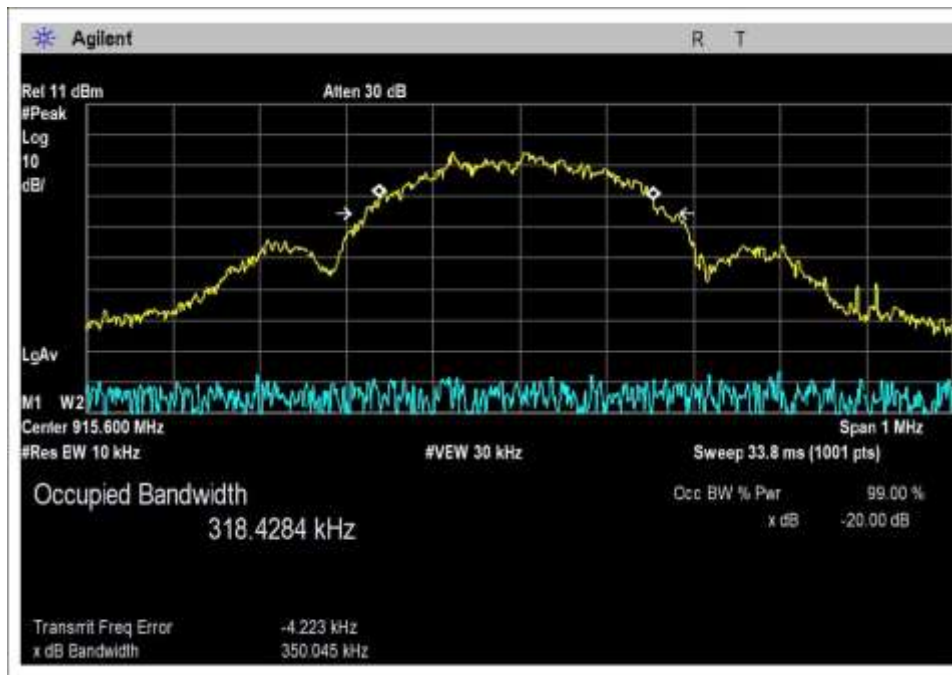 Agilent R T
Ref 11 dBm Atten 30 dB
#Peak
Log
10
dB/
LgAv
M1 W2
Center 915.600 MHz Span 1 MHz
#Res BW 10 kHz #VBW 30 kHz Sweep 33.8 ms (1001 pts)
Occupied Bandwidth Occ BW % Pwr 99.00 %
318.4284 kHz x dB -20.00 dB
Transmit Freq Error -4.223 kHz
x dB Bandwidth 350.045 kHz